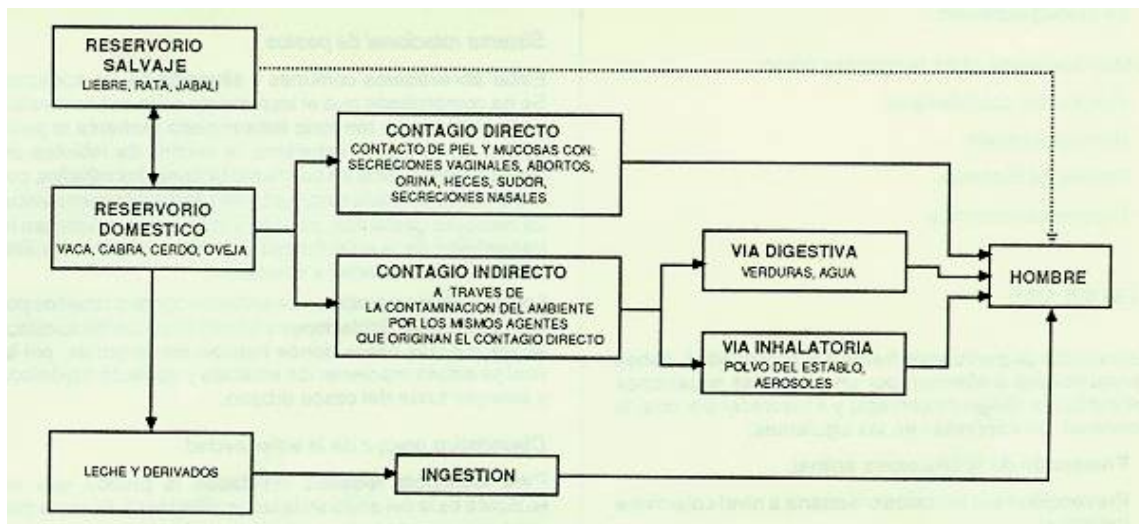 RESERVORIO
SALVAJE
LIEBRE, RATA, JABALI
CONTAGIO DIRECTO
CONTACTO DE PIEL Y MUCOSAS CON
SECRECIONES VAGINALES, ABORTOS,
ORINA, HECES, SUDOR,
SECRECIONES NASALES
RESERVORIO
DOMESTICO
VACA, CABRA, CERDO, OVEJA
CONTAGIO INDIRECTO
A TRAVES DE
LA CONTAMINACION DEL AMBIENTE
POR LOS MISMOS AGENTES
QUE ORIGINAN EL CONTAGIO DIRECTO
VIA DIGESTIVA
VERDURAS, AGUA
VIA INHALATORIA
POLVO DEL ESTABLO,
AEROSOLES
HOMBRE
LECHE Y DERIVADOS
INGESTION